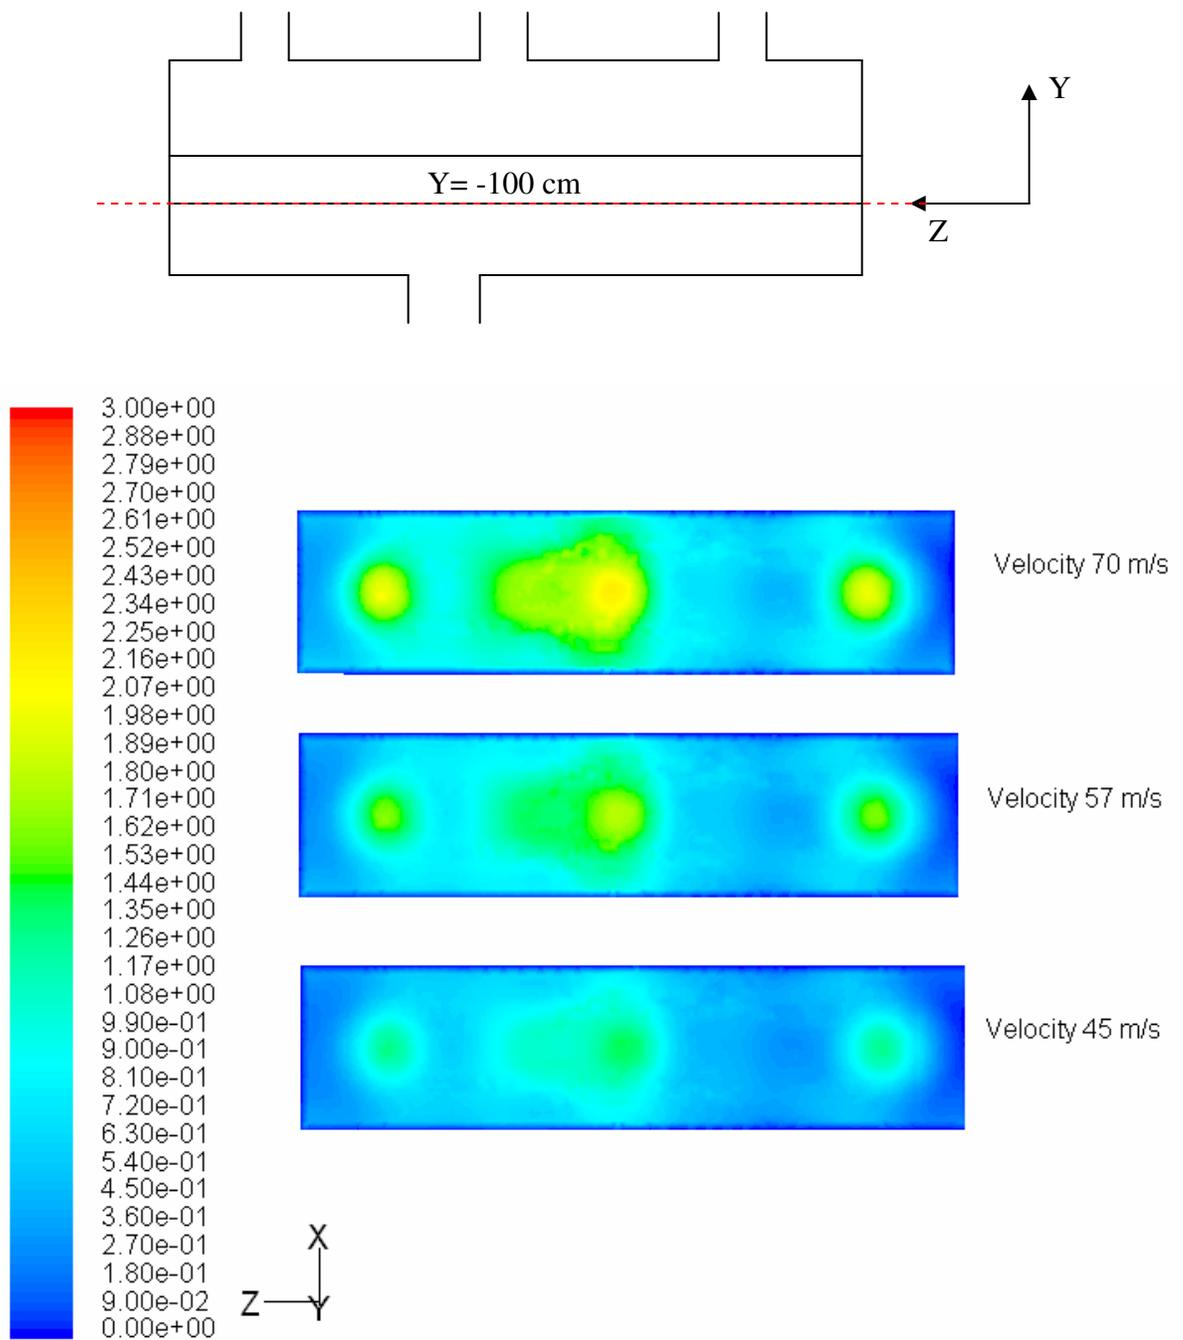 Y
Y= -100 cm
Z
3.00e+00
2.88e+00
2.79e+00
2.70e+00
2.61e+00
2.52e+00
2.43e+00
2.34e+00
2.25e+00
2.16e+00
2.07e+00
1.98e+00
1.89e+00
1.80e+00
1.71e+00
1.62e+00
1.53e+00
1.44e+00
1.35e+00
1.26e+00
1.17e+00
1.08e+00
9.90e-01
9.00e-01
8.10e-01
7.20e-01
6.30e-01
5.40e-01
4.50e-01
3.60e-01
2.70e-01
1.80e-01
9.00e-02
0.00e+00
Velocity 70 m/s
Velocity 57 m/s
Velocity 45 m/s
X
Z
Y